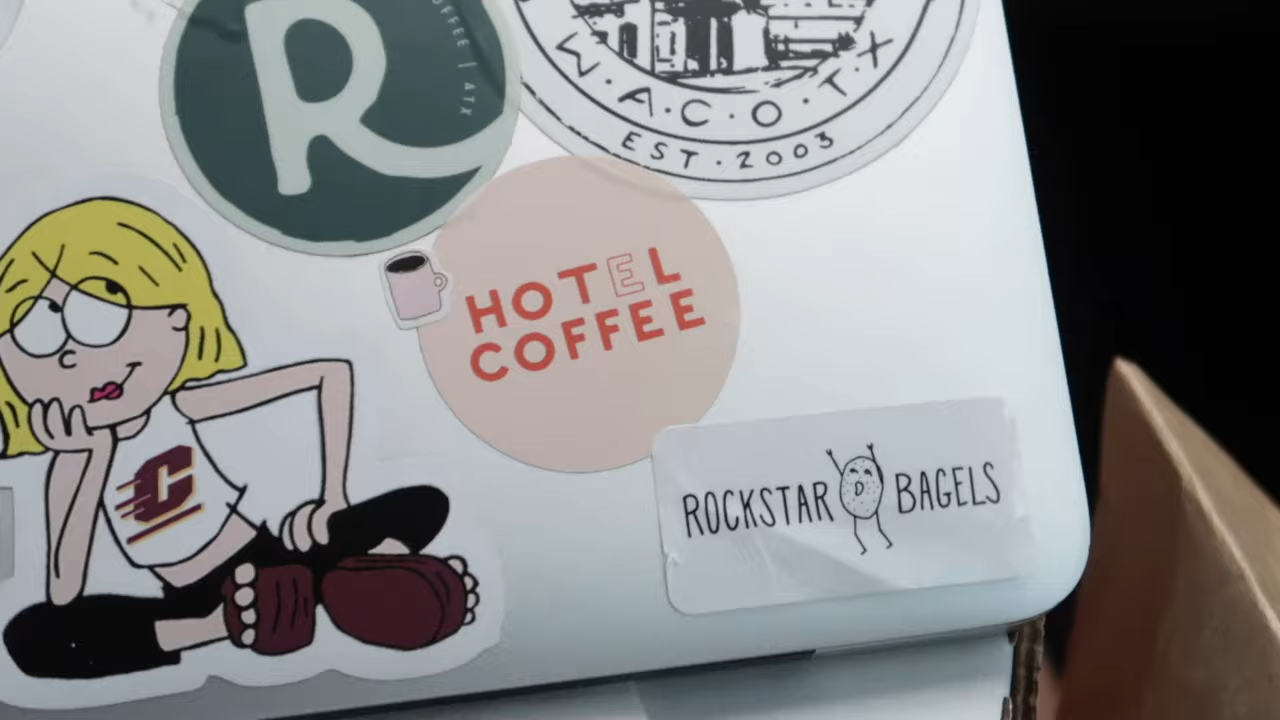 R
OFFEE | ATX
W·A·C·O·T·X
EST·2003
HOTEL
COFFEE
C
ROCKSTAR D BAGELS